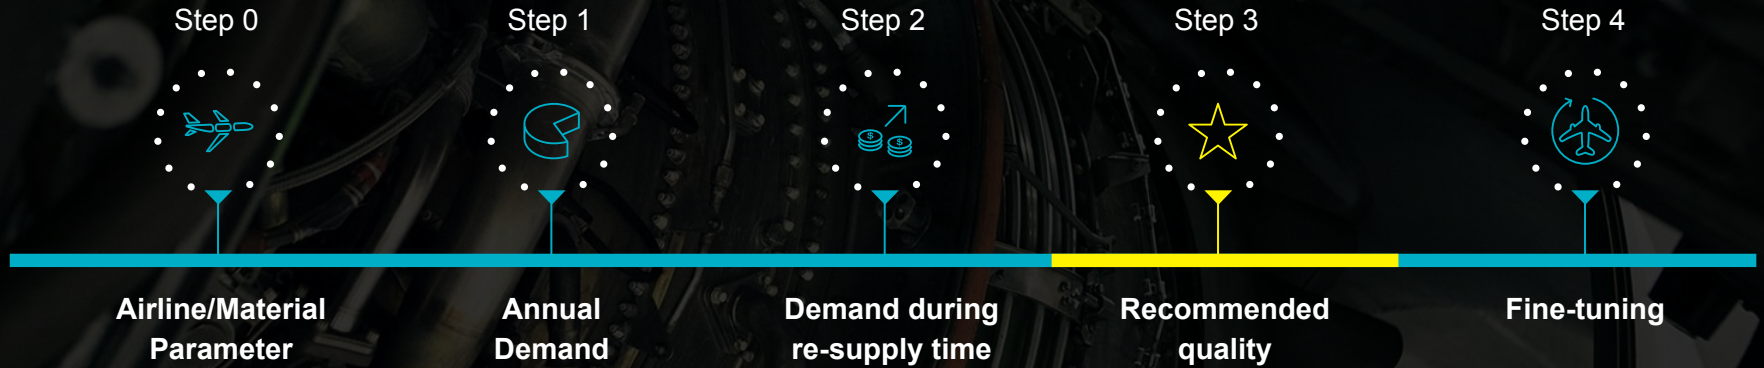 Step 0
Step 1
Step 2
Step 3
Step 4
$
$
Airline/Material
Parameter
Annual
Demand
Demand during
re-supply time
Recommended
quality
Fine-tuning